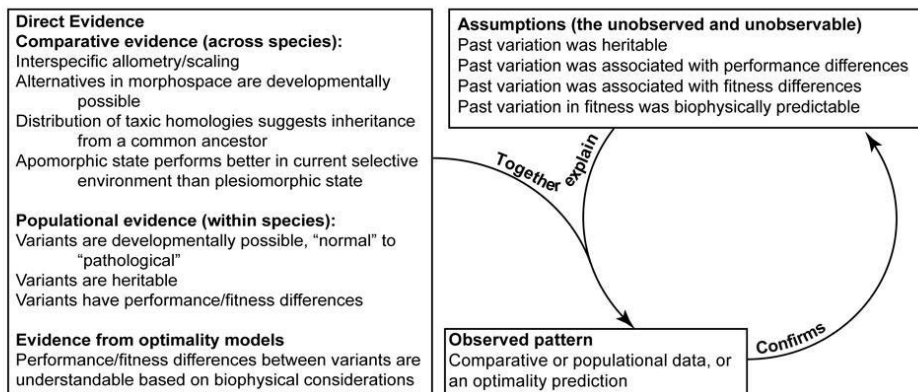 Direct Evidence
Comparative evidence (across species):
Interspecific allometry/scaling
Alternatives in morphospace are developmentally
possible
Distribution of taxic homologies suggests inheritance
from a common ancestor
Apomorphic state performs better in current selective
environment than plesiomorphic state
Populational evidence (within species):
Variants are developmentally possible, “normal” to
“pathological”
Variants are heritable
Variants have performance/fitness differences
Evidence from optimality models
Performance/fitness differences between variants are
understandable based on biophysical considerations
Assumptions (the unobserved and unobservable)
Past variation was heritable
Past variation was associated with performance differences
Past variation was associated with fitness differences
Past variation in fitness was biophysically predictable
Together explain
Observed pattern
Comparative or populational data, or
an optimality prediction
Confirms